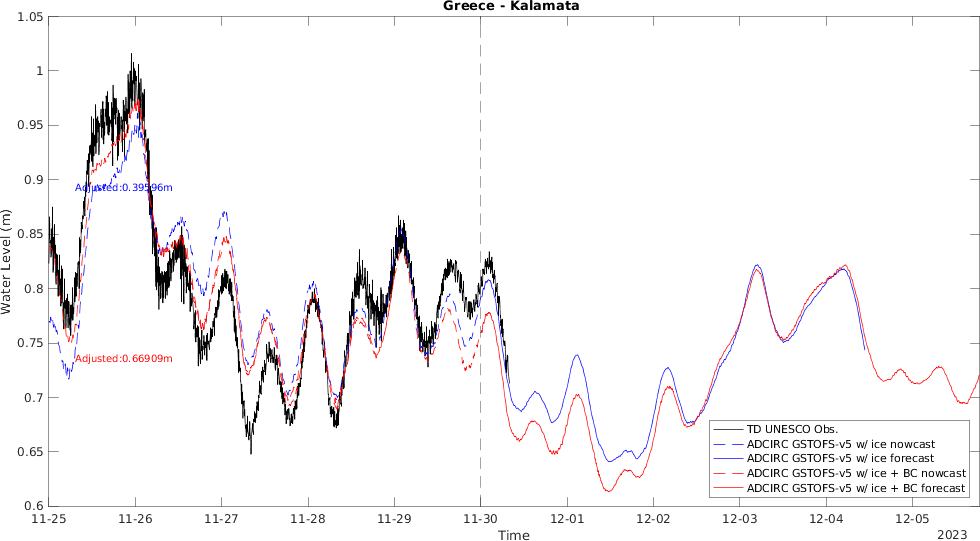 Greece - Kalamata
1.05
1
0.95
0.9
0.85
0.8
0.75
0.7
0.65
0.6
Water Level (m)
Adjusted:0.39596m
Adjusted:0.66909m
TD UNESCO Obs.
ADCIRC GSTOFS-v5 w/ ice nowcast
ADCIRC GSTOFS-v5 w/ ice forecast
ADCIRC GSTOFS-v5 w/ ice + BC nowcast
ADCIRC GSTOFS-v5 w/ ice + BC forecast
11-25 11-26 11-27 11-28 11-29 11-30 12-01 12-02 12-03 12-04 12-05
Time
2023